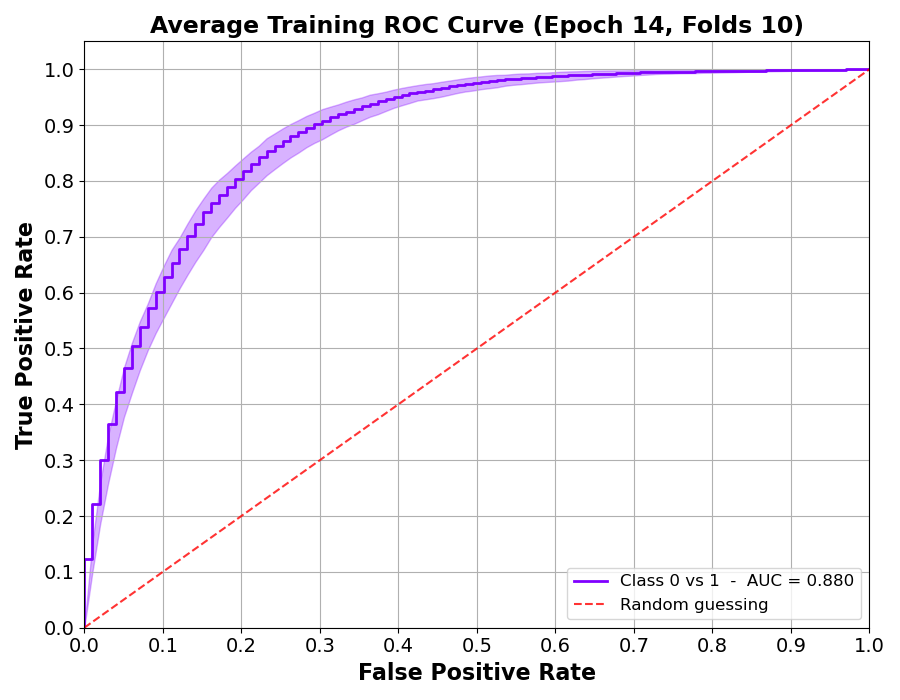 Average Training ROC Curve (Epoch 14, Folds 10)
True Positive Rate
1.0
0.9
0.8
0.7
0.6
0.5
0.4
0.3
0.2
0.1
0.0
Class 0 vs 1 - AUC = 0.880
Random guessing
0.0 0.1 0.2 0.3 0.4 0.5 0.6 0.7 0.8 0.9 1.0
False Positive Rate